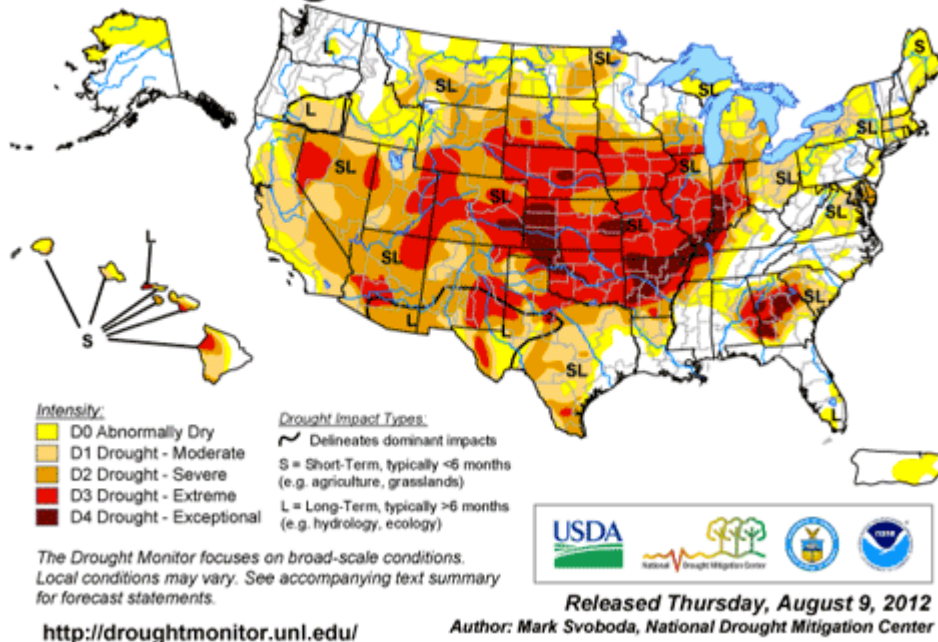 L
S
SL
SL
SL
L
SL
SL
SL
SL
SL
SL
SL
SL
SL
SL
L
L
SL
L
L
S
Intensity:
D0 Abnormally Dry
D1 Drought - Moderate
D2 Drought - Severe
D3 Drought - Extreme
D4 Drought - Exceptional
Drought Impact Types:
Delineates dominant impacts
S = Short-Term, typically <6 months
(e.g. agriculture, grasslands)
L = Long-Term, typically >6 months
(e.g. hydrology, ecology)
The Drought Monitor focuses on broad-scale conditions.
Local conditions may vary. See accompanying text summary
for forecast statements.
http://droughtmonitor.unl.edu/
USDA
National Drought Mitigation Center
Released Thursday, August 9, 2012
Author: Mark Svoboda, National Drought Mitigation Center